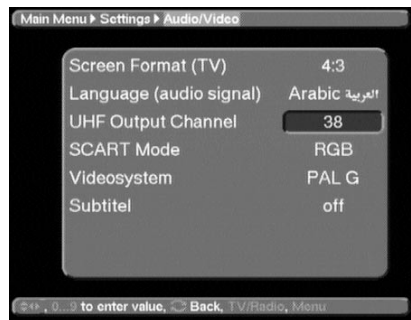 Main Menu ▸ Settings ▸ Audio/Video
Screen Format (TV) 4:3
Language (audio signal) Arabic العربية
UHF Output Channel 38
SCART Mode RGB
Videosystem PAL G
Subtitel off
, 0...9 to enter value, Back, TV/Radio, Menu